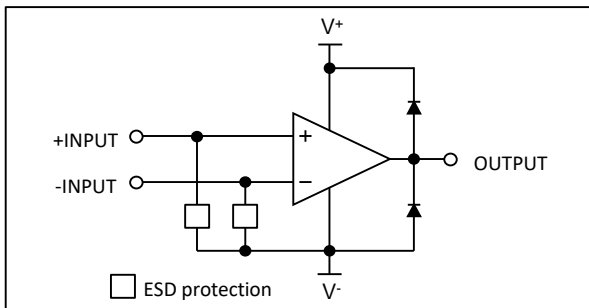 V+
+INPUT
+
-INPUT
−
OUTPUT
V-
ESD protection